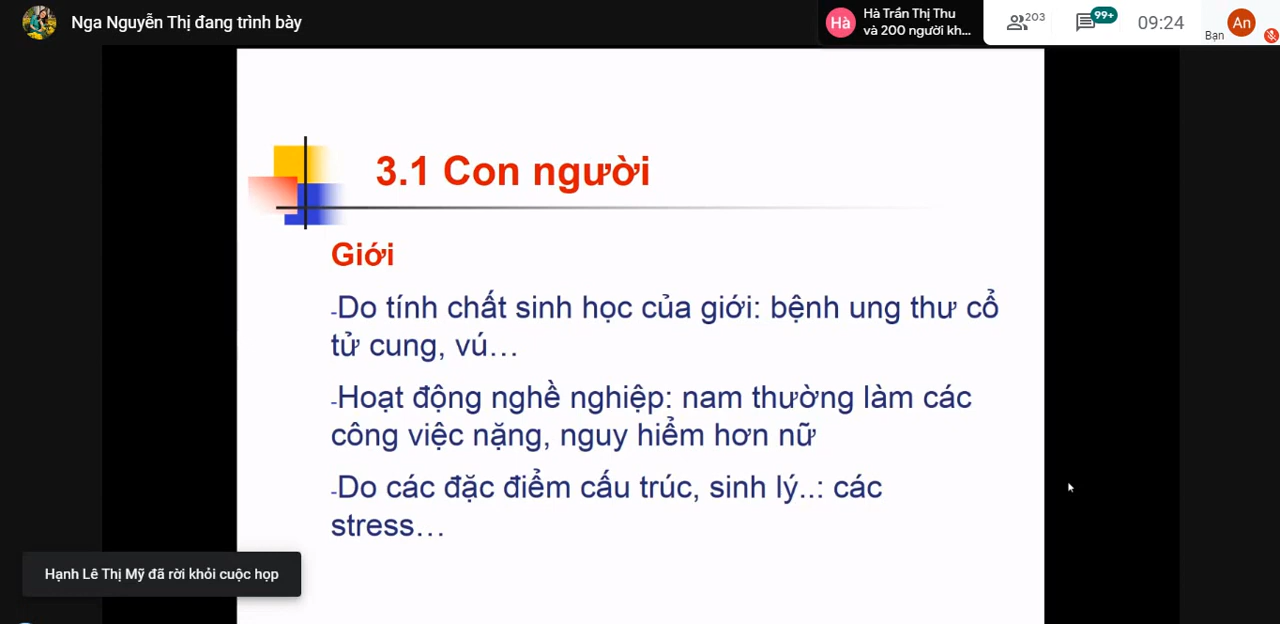 Nga Nguyễn Thị đang trình bày
Hà
Hà Trần Thị Thu
và 200 người kh...
203
99+
09:24
Bạn
An
3.1 Con người
Giới
-Do tính chất sinh học của giới: bệnh ung thư cổ
tử cung, vú…
-Hoạt động nghề nghiệp: nam thường làm các
công việc nặng, nguy hiểm hơn nữ
-Do các đặc điểm cấu trúc, sinh lý..: các
stress…
Hạnh Lê Thị Mỹ đã rời khỏi cuộc họp